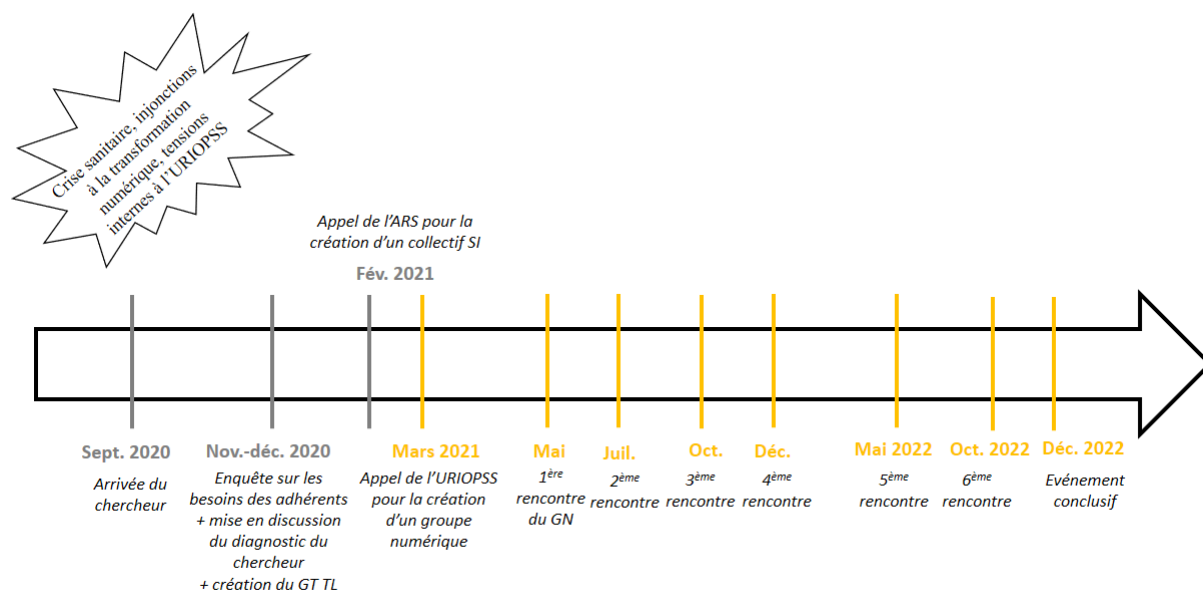 Crise sanitaire, injonctions
à la transformation
numérique, tensions
internes à l'URIOPSS
Appel de l'ARS pour la
création d'un collectif SI
Fév. 2021
Sept. 2020
Arrivée du
chercheur
Nov.-déc. 2020
Enquête sur les
besoins des adhérents
+ mise en discussion
du diagnostic du
chercheur
+ création du GT TL
Mars 2021
Appel de l'URIOPSS
pour la création
d'un groupe
numérique
Mai
1ère
rencontre
du GN
Juil.
2ème
rencontre
Oct.
3ème
rencontre
Déc.
4ème
rencontre
Mai 2022
5ème
rencontre
Oct. 2022
6ème
rencontre
Déc. 2022
Evénement
conclusif